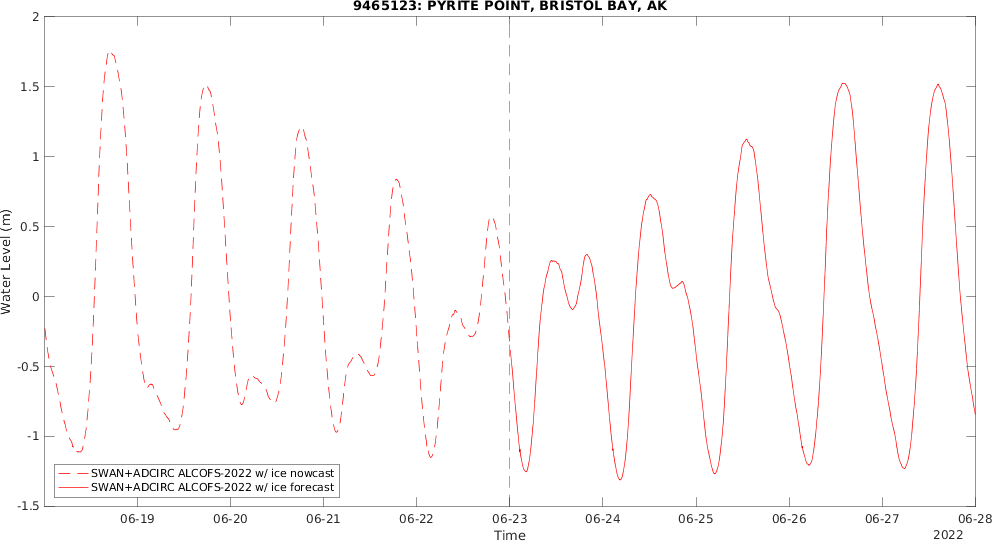 9465123: PYRITE POINT, BRISTOL BAY, AK
2
1.5
1
0.5
0
-0.5
-1
-1.5
Water Level (m)
SWAN+ADCIRC ALCOFS-2022 w/ ice nowcast
SWAN+ADCIRC ALCOFS-2022 w/ ice forecast
06-19 06-20 06-21 06-22 06-23 06-24 06-25 06-26 06-27 06-28
Time
2022